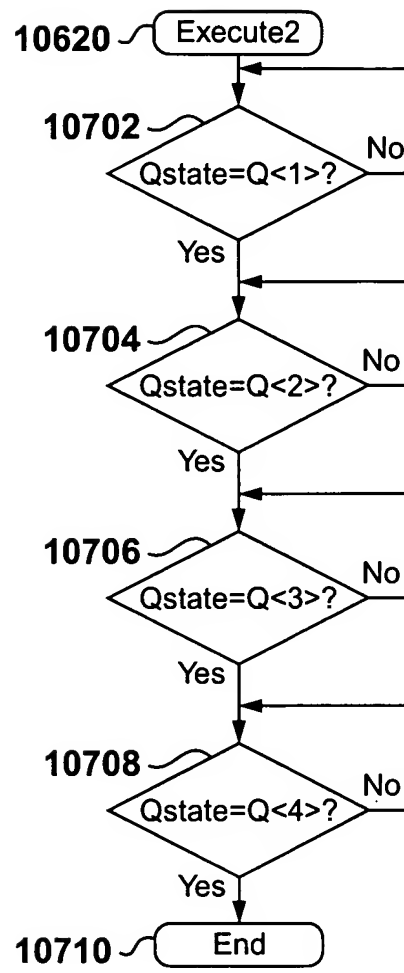 10620 Execute2
10702
Qstate=Q<1>? No
Yes
10704
Qstate=Q<2>? No
Yes
10706
Qstate=Q<3>? No
Yes
10708
Qstate=Q<4>? No
Yes
10710 End